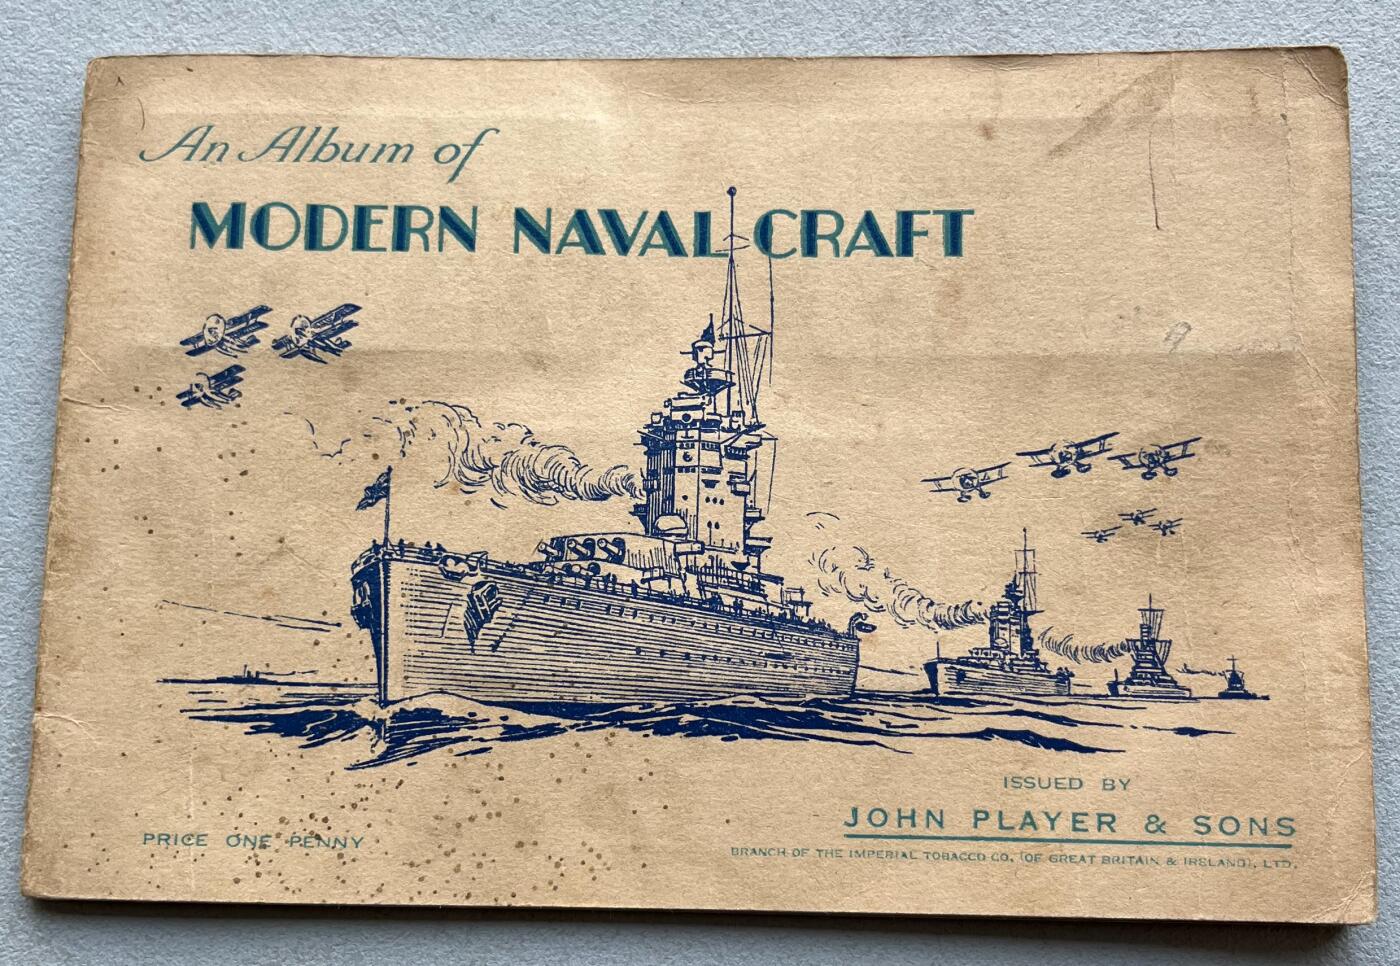 An Album of
MODERN NAVAL CRAFT
PRICE ONE PENNY
ISSUED BY
JOHN PLAYER & SONS
BRANCH OF THE IMPERIAL TOBACCO CO. (OF GREAT BRITAIN & IRELAND), LTD.